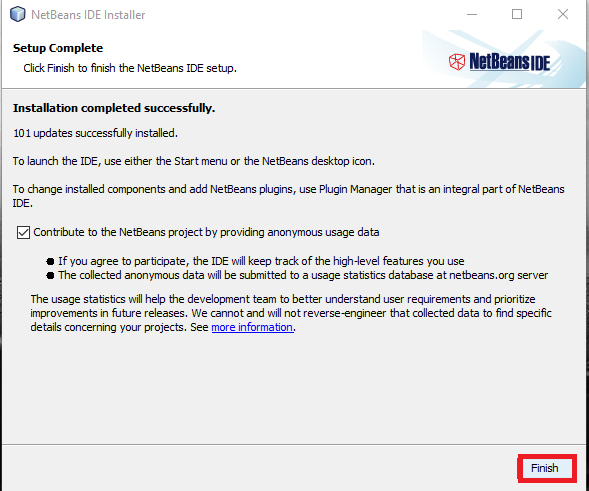 NetBeans IDE Installer
Setup Complete
Click Finish to finish the NetBeans IDE setup.
NetBeans IDE
Installation completed successfully.
101 updates successfully installed.
To launch the IDE, use either the Start menu or the NetBeans desktop icon.
To change installed components and add NetBeans plugins, use Plugin Manager that is an integral part of NetBeans
IDE.
Contribute to the NetBeans project by providing anonymous usage data
● If you agree to participate, the IDE will keep track of the high-level features you use
● The collected anonymous data will be submitted to a usage statistics database at netbeans.org server
The usage statistics will help the development team to better understand user requirements and prioritize
improvements in future releases. We cannot and will not reverse-engineer that collected data to find specific
details concerning your projects. See more information.
Finish